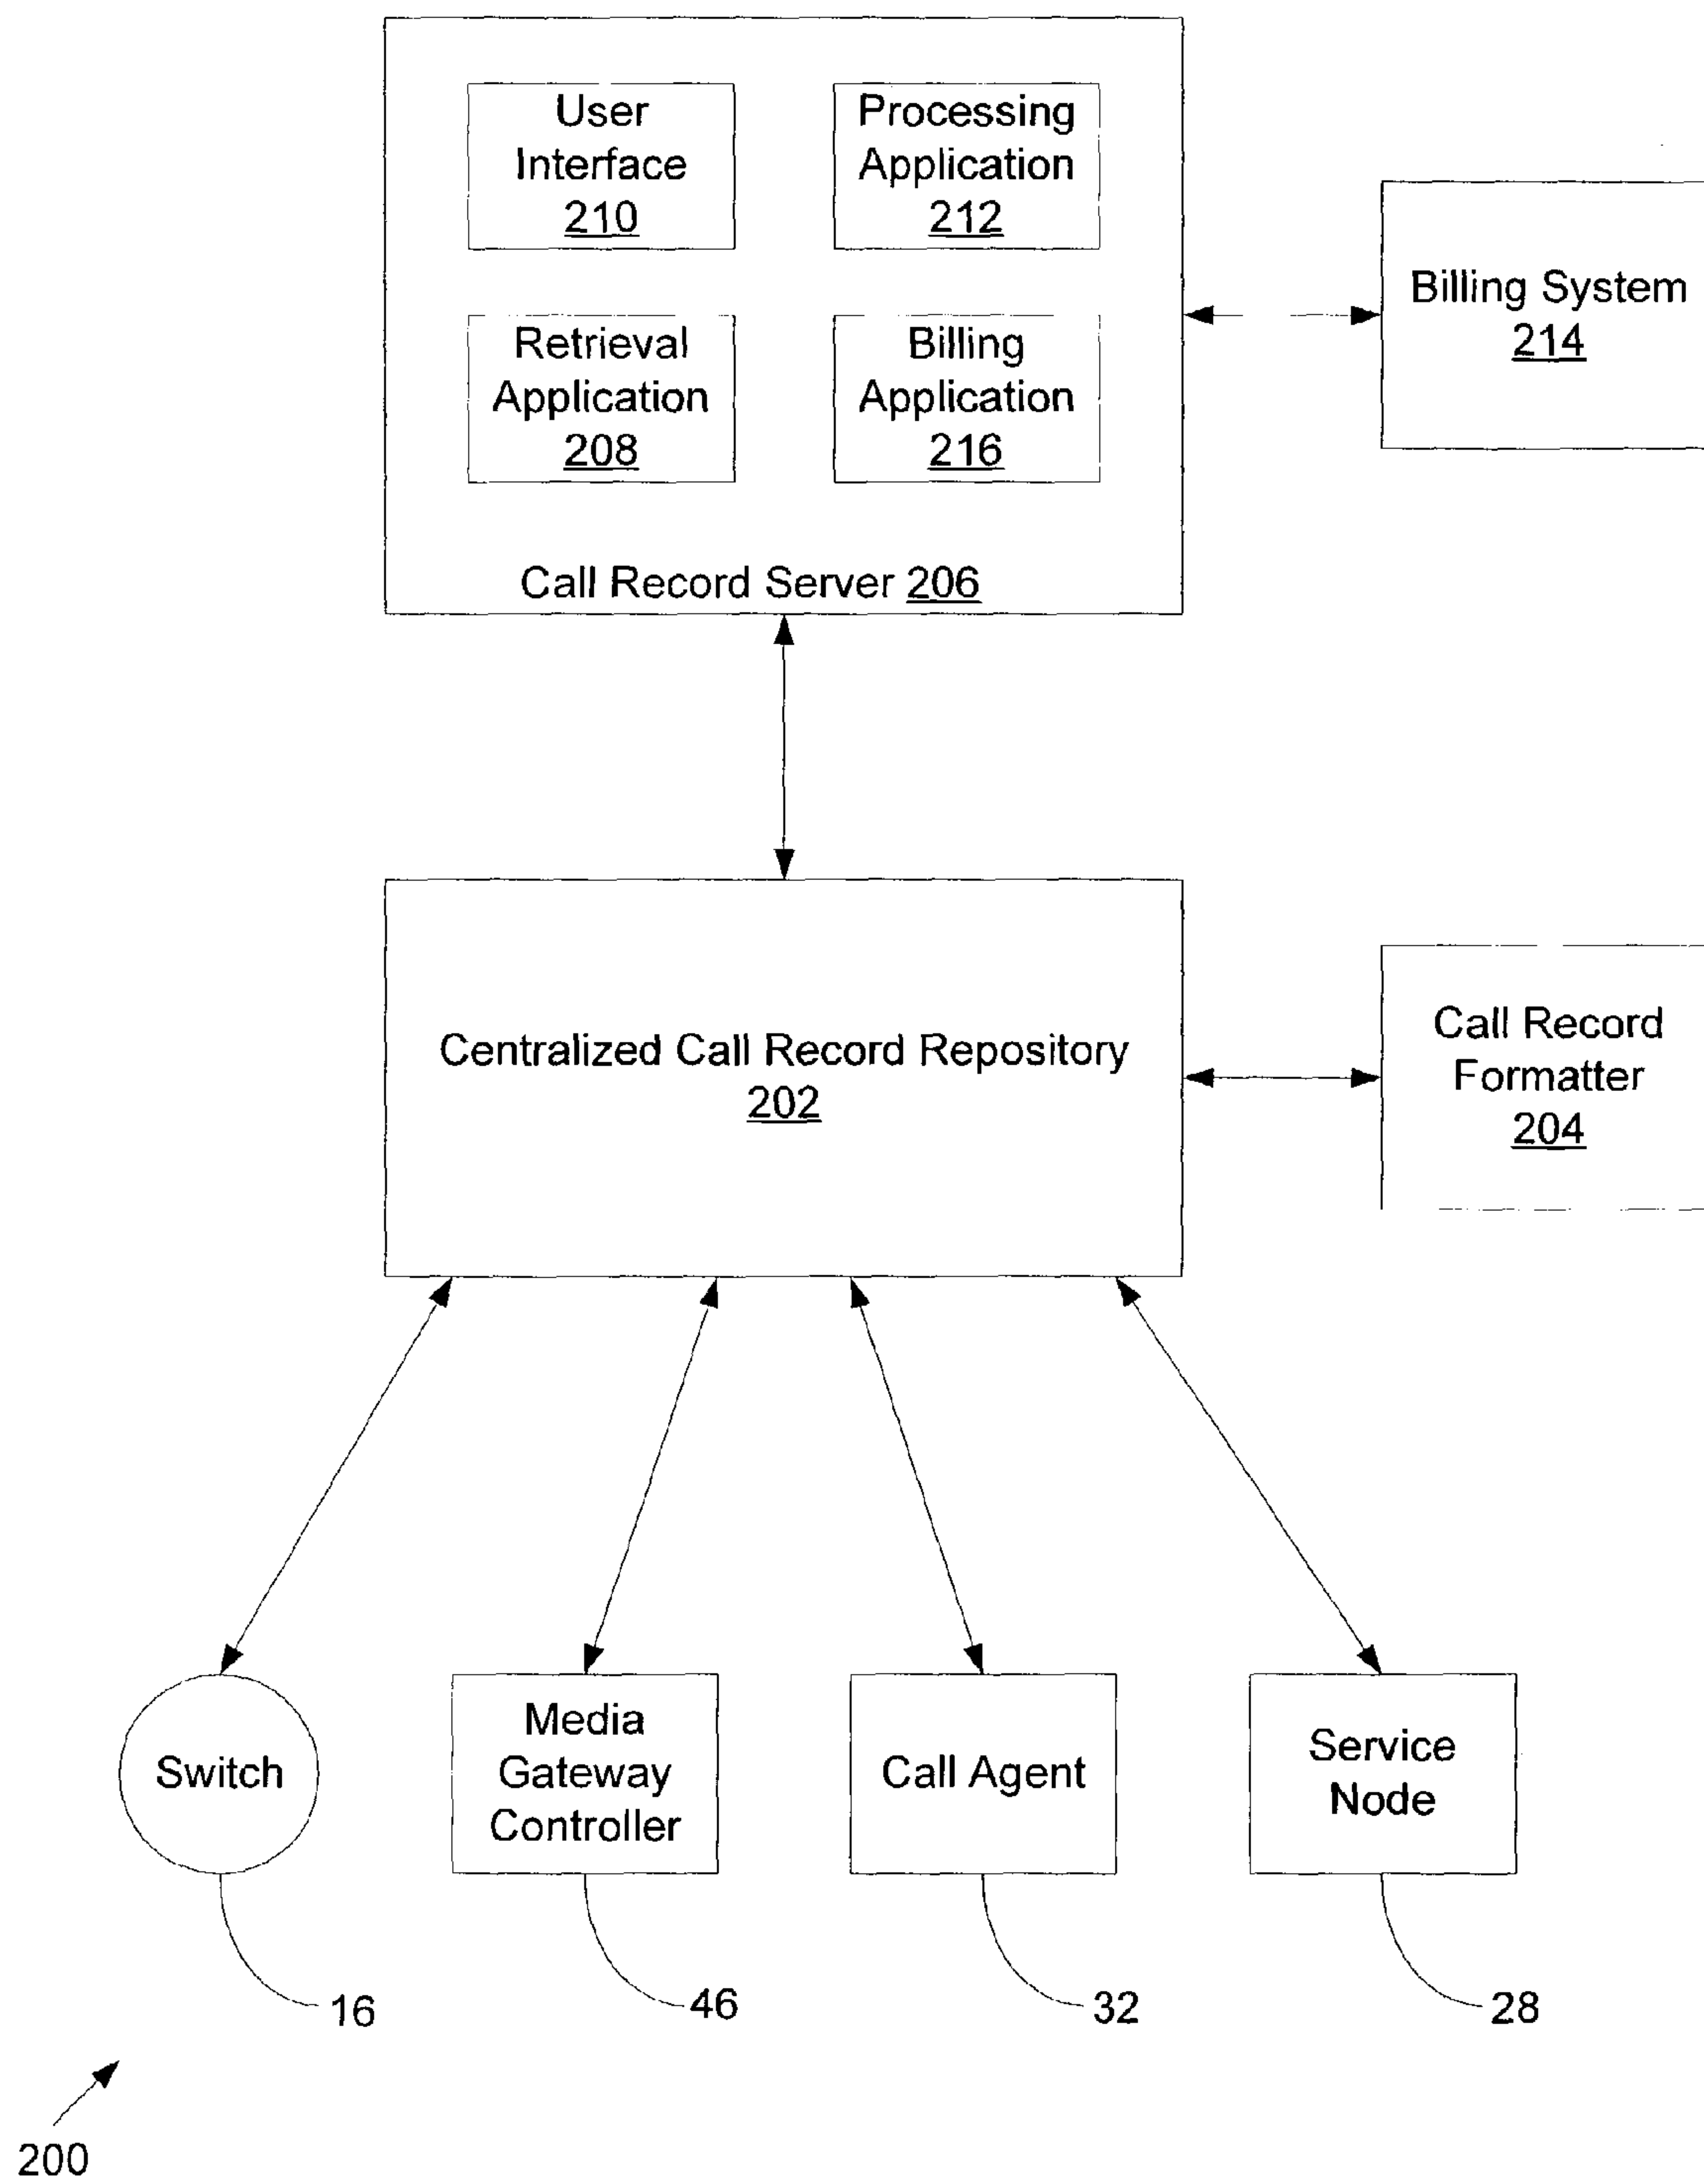 User
Interface
210
Processing
Application
212
Retrieval
Application
208
Billing
Application
216
Call Record Server 206
Billing System
214
Centralized Call Record Repository
202
Call Record
Formatter
204
Switch
Media
Gateway
Controller
Call Agent
Service
Node
16
46
32
28
200